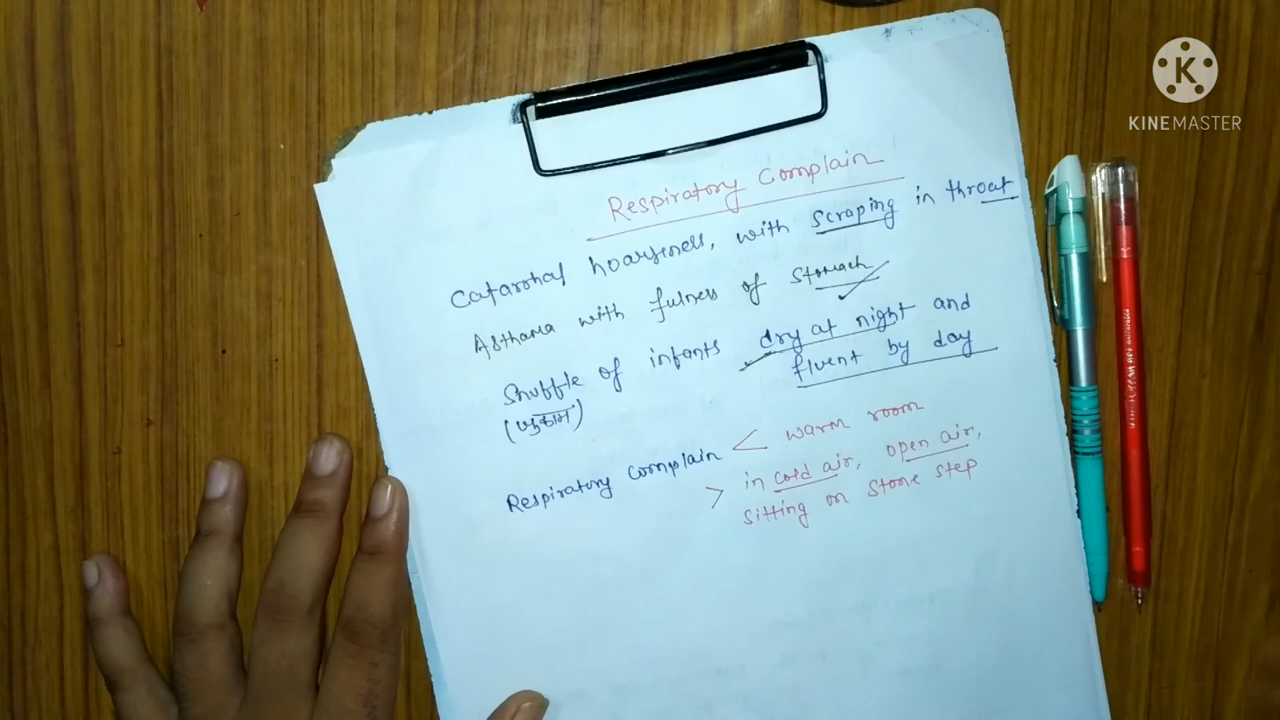 KINEMASTER
Respiratory Complain
Catarrhal hoarseness, with scraping in throat
Asthama with fulness of stomach
Snuffle of infants dry at night and
(जुकाम) fluent by day
Respiratory complain < warm room
> in cold air, open air,
sitting on stone step